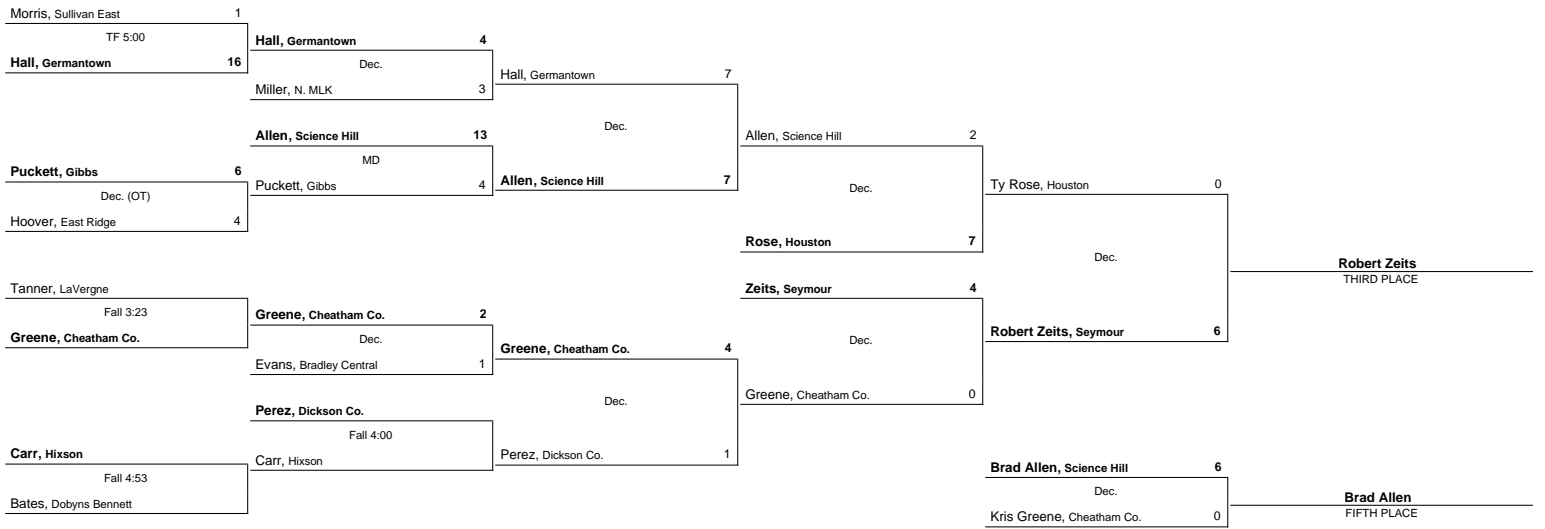 Morris, Sullivan East 1
TF 5:00
Hall, Germantown 16
Puckett, Gibbs 6
Dec. (OT)
Hoover, East Ridge 4
Tanner, LaVergne
Fall 3:23
Greene, Cheatham Co.
Carr, Hixson
Fall 4:53
Bates, Dobyns Bennett
Hall, Germantown 4
Dec.
Miller, N. MLK 3
Allen, Science Hill 13
MD
Puckett, Gibbs 4
Greene, Cheatham Co. 2
Dec.
Evans, Bradley Central 1
Perez, Dickson Co.
Fall 4:00
Carr, Hixson
Hall, Germantown 7
Dec.
Allen, Science Hill 7
Greene, Cheatham Co. 4
Dec.
Perez, Dickson Co. 1
Allen, Science Hill 2
Dec.
Rose, Houston 7
Zeits, Seymour 4
Dec.
Greene, Cheatham Co. 0
Ty Rose, Houston 0
Dec.
Robert Zeits, Seymour 6
Brad Allen, Science Hill 6
Dec.
Kris Greene, Cheatham Co. 0
Robert Zeits
THIRD PLACE
Brad Allen
FIFTH PLACE